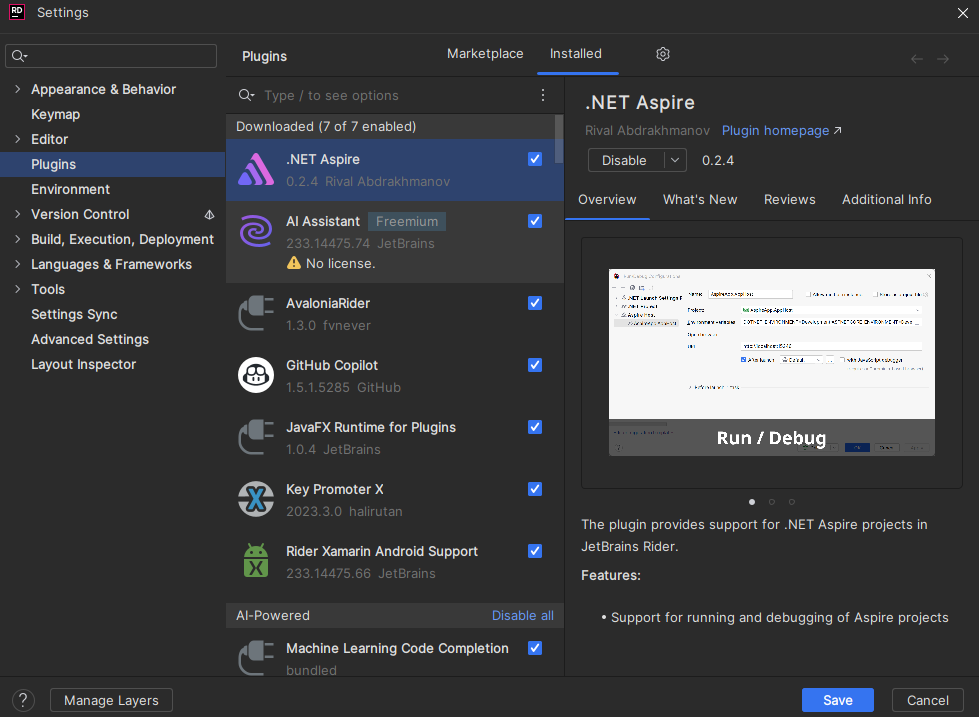 RD Settings
Plugins
Marketplace
Installed
Appearance & Behavior
Keymap
Editor
Plugins
Environment
Version Control
Build, Execution, Deployment
Languages & Frameworks
Tools
Settings Sync
Advanced Settings
Layout Inspector
Type / to see options
Downloaded (7 of 7 enabled)
.NET Aspire
0.2.4 Rival Abdrakhmanov
AI Assistant Freemium
233.14475.74 JetBrains
No license.
AvaloniaRider
1.3.0 fvnever
GitHub Copilot
1.5.1.5285 GitHub
JavaFX Runtime for Plugins
1.0.4 JetBrains
Key Promoter X
2023.3.0 halirutan
Rider Xamarin Android Support
233.14475.66 JetBrains
AI-Powered Disable all
Machine Learning Code Completion
bundled
.NET Aspire
Rival Abdrakhmanov Plugin homepage
Disable 0.2.4
Overview What's New Reviews Additional Info
Run / Debug
The plugin provides support for .NET Aspire projects in
JetBrains Rider.
Features:
• Support for running and debugging of Aspire projects
? Manage Layers
Save Cancel